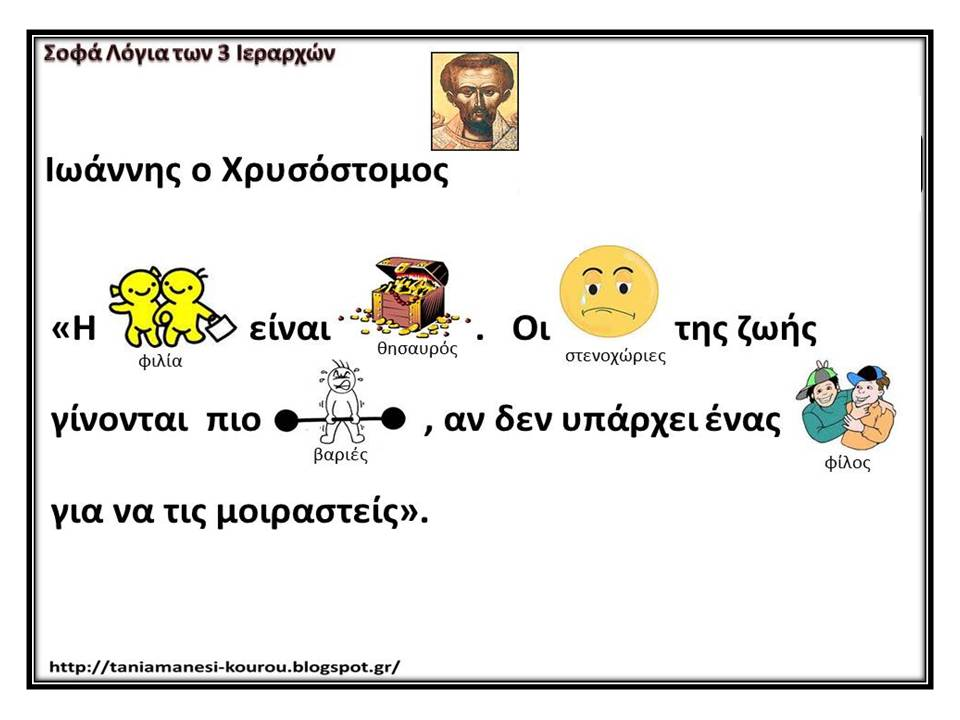 Σοφά Λόγια των 3 Ιεραρχών
Ιωάννης ο Χρυσόστομος
«Η φιλία είναι θησαυρός . Οι στενοχώριες της ζωής
γίνονται πιο βαριές , αν δεν υπάρχει ένας φίλος
για να τις μοιραστείς».
http://taniamanesi-kourou.blogspot.gr/